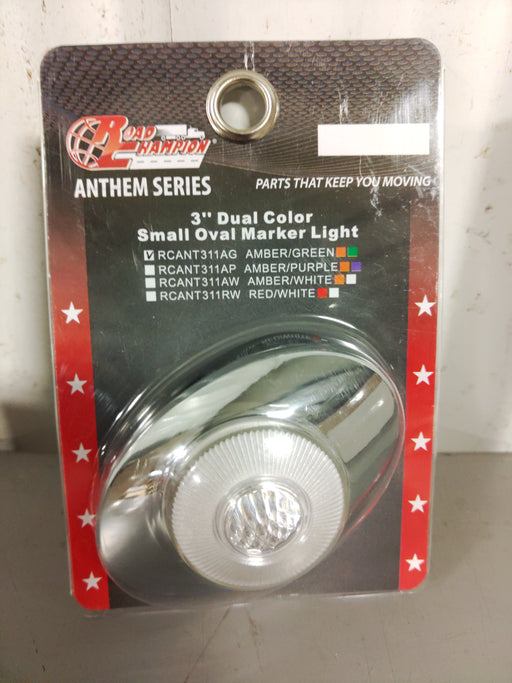 ROAD
CHAMPION®
ANTHEM SERIES
PARTS THAT KEEP YOU MOVING
3" Dual Color
Small Oval Marker Light
RCANT311AG AMBER/GREEN
RCANT311AP AMBER/PURPLE
RCANT311AW AMBER/WHITE
RCANT311RW RED/WHITE